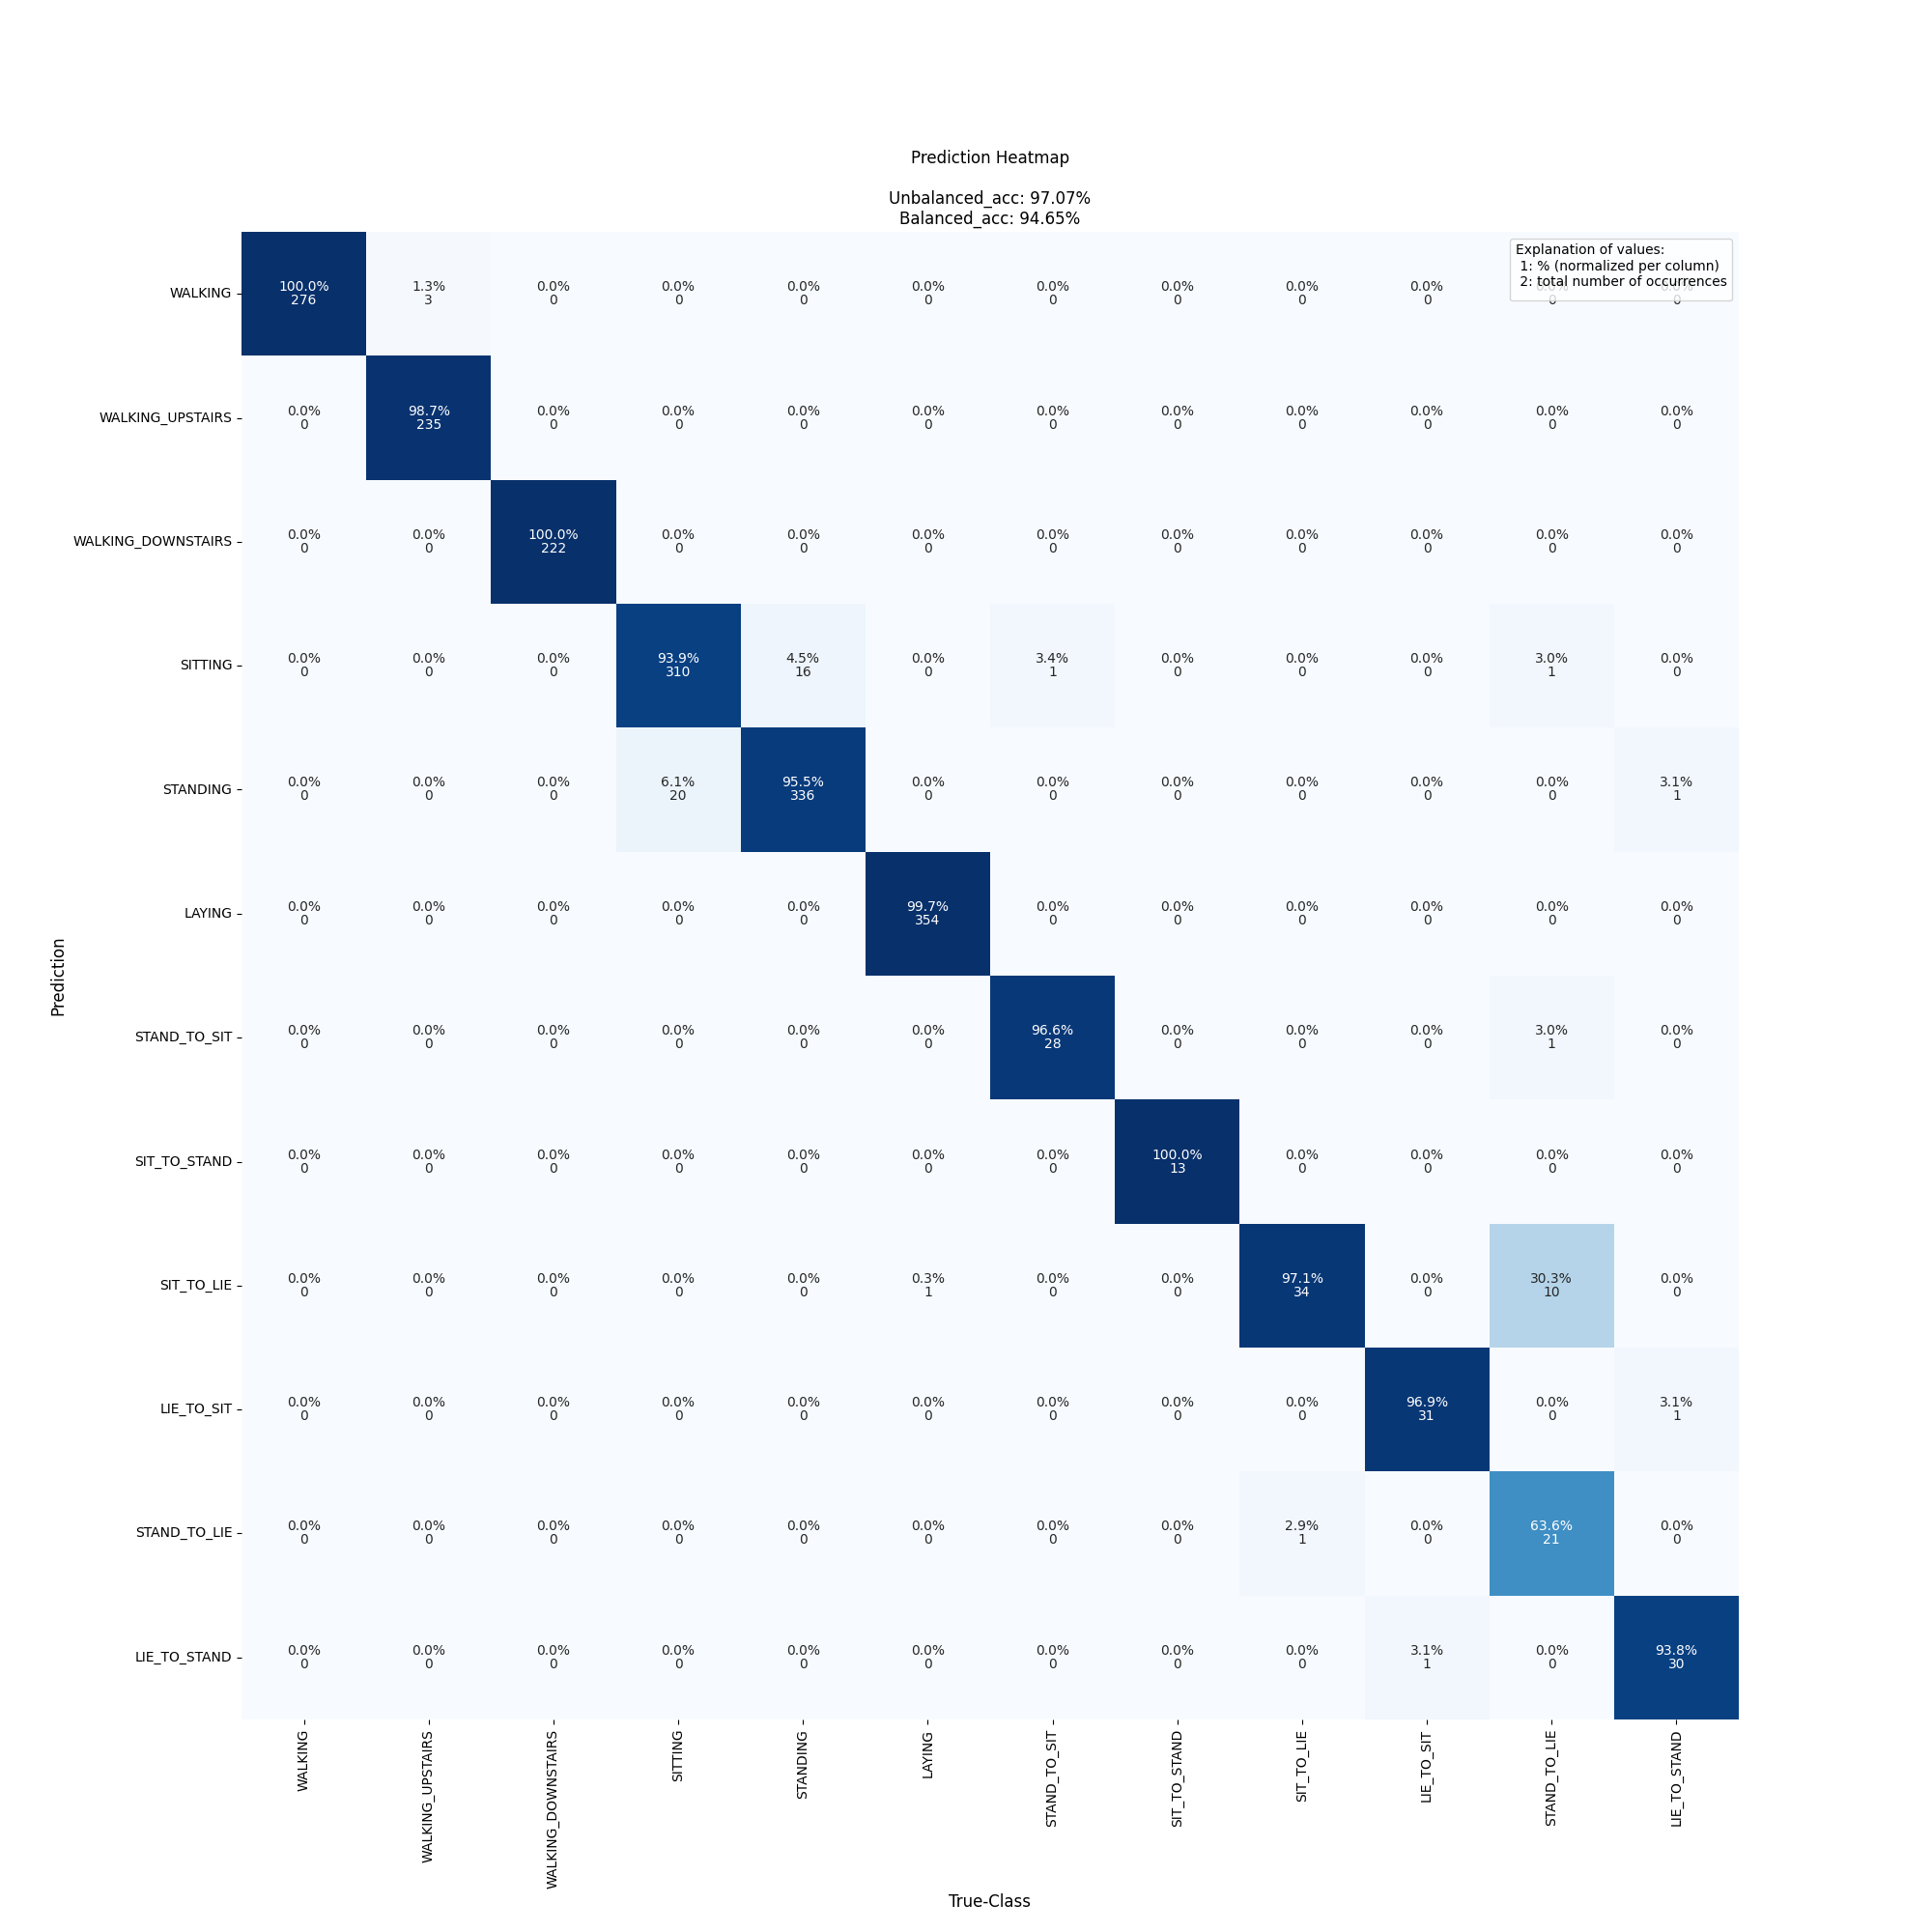 Prediction Heatmap
Unbalanced_acc: 97.07%
Balanced_acc: 94.65%
Explanation of values:
1: % (normalized per column)
2: total number of occurrences
Prediction
WALKING
100.0% 1.3% 0.0% 0.0% 0.0% 0.0% 0.0% 0.0% 0.0% 0.0%
276 3 0 0 0 0 0 0 0 0 0 0
WALKING_UPSTAIRS
0.0% 98.7% 0.0% 0.0% 0.0% 0.0% 0.0% 0.0% 0.0% 0.0% 0.0% 0.0%
0 235 0 0 0 0 0 0 0 0 0 0
WALKING_DOWNSTAIRS
0.0% 0.0% 100.0% 0.0% 0.0% 0.0% 0.0% 0.0% 0.0% 0.0% 0.0% 0.0%
0 0 222 0 0 0 0 0 0 0 0 0
SITTING
0.0% 0.0% 0.0% 93.9% 4.5% 0.0% 3.4% 0.0% 0.0% 0.0% 3.0% 0.0%
0 0 0 310 16 0 1 0 0 0 1 0
STANDING
0.0% 0.0% 0.0% 6.1% 95.5% 0.0% 0.0% 0.0% 0.0% 0.0% 0.0% 3.1%
0 0 0 20 336 0 0 0 0 0 0 1
LAYING
0.0% 0.0% 0.0% 0.0% 0.0% 99.7% 0.0% 0.0% 0.0% 0.0% 0.0% 0.0%
0 0 0 0 0 354 0 0 0 0 0 0
STAND_TO_SIT
0.0% 0.0% 0.0% 0.0% 0.0% 0.0% 96.6% 0.0% 0.0% 0.0% 3.0% 0.0%
0 0 0 0 0 0 28 0 0 0 1 0
SIT_TO_STAND
0.0% 0.0% 0.0% 0.0% 0.0% 0.0% 0.0% 100.0% 0.0% 0.0% 0.0% 0.0%
0 0 0 0 0 0 0 13 0 0 0 0
SIT_TO_LIE
0.0% 0.0% 0.0% 0.0% 0.0% 0.3% 0.0% 0.0% 97.1% 0.0% 30.3% 0.0%
0 0 0 0 0 1 0 0 34 0 10 0
LIE_TO_SIT
0.0% 0.0% 0.0% 0.0% 0.0% 0.0% 0.0% 0.0% 0.0% 96.9% 0.0% 3.1%
0 0 0 0 0 0 0 0 0 31 0 1
STAND_TO_LIE
0.0% 0.0% 0.0% 0.0% 0.0% 0.0% 0.0% 0.0% 2.9% 0.0% 63.6% 0.0%
0 0 0 0 0 0 0 0 1 0 21 0
LIE_TO_STAND
0.0% 0.0% 0.0% 0.0% 0.0% 0.0% 0.0% 0.0% 0.0% 3.1% 0.0% 93.8%
0 0 0 0 0 0 0 0 0 1 0 30
WALKING
WALKING_UPSTAIRS
WALKING_DOWNSTAIRS
SITTING
STANDING
LAYING
STAND_TO_SIT
SIT_TO_STAND
SIT_TO_LIE
LIE_TO_SIT
STAND_TO_LIE
LIE_TO_STAND
True-Class